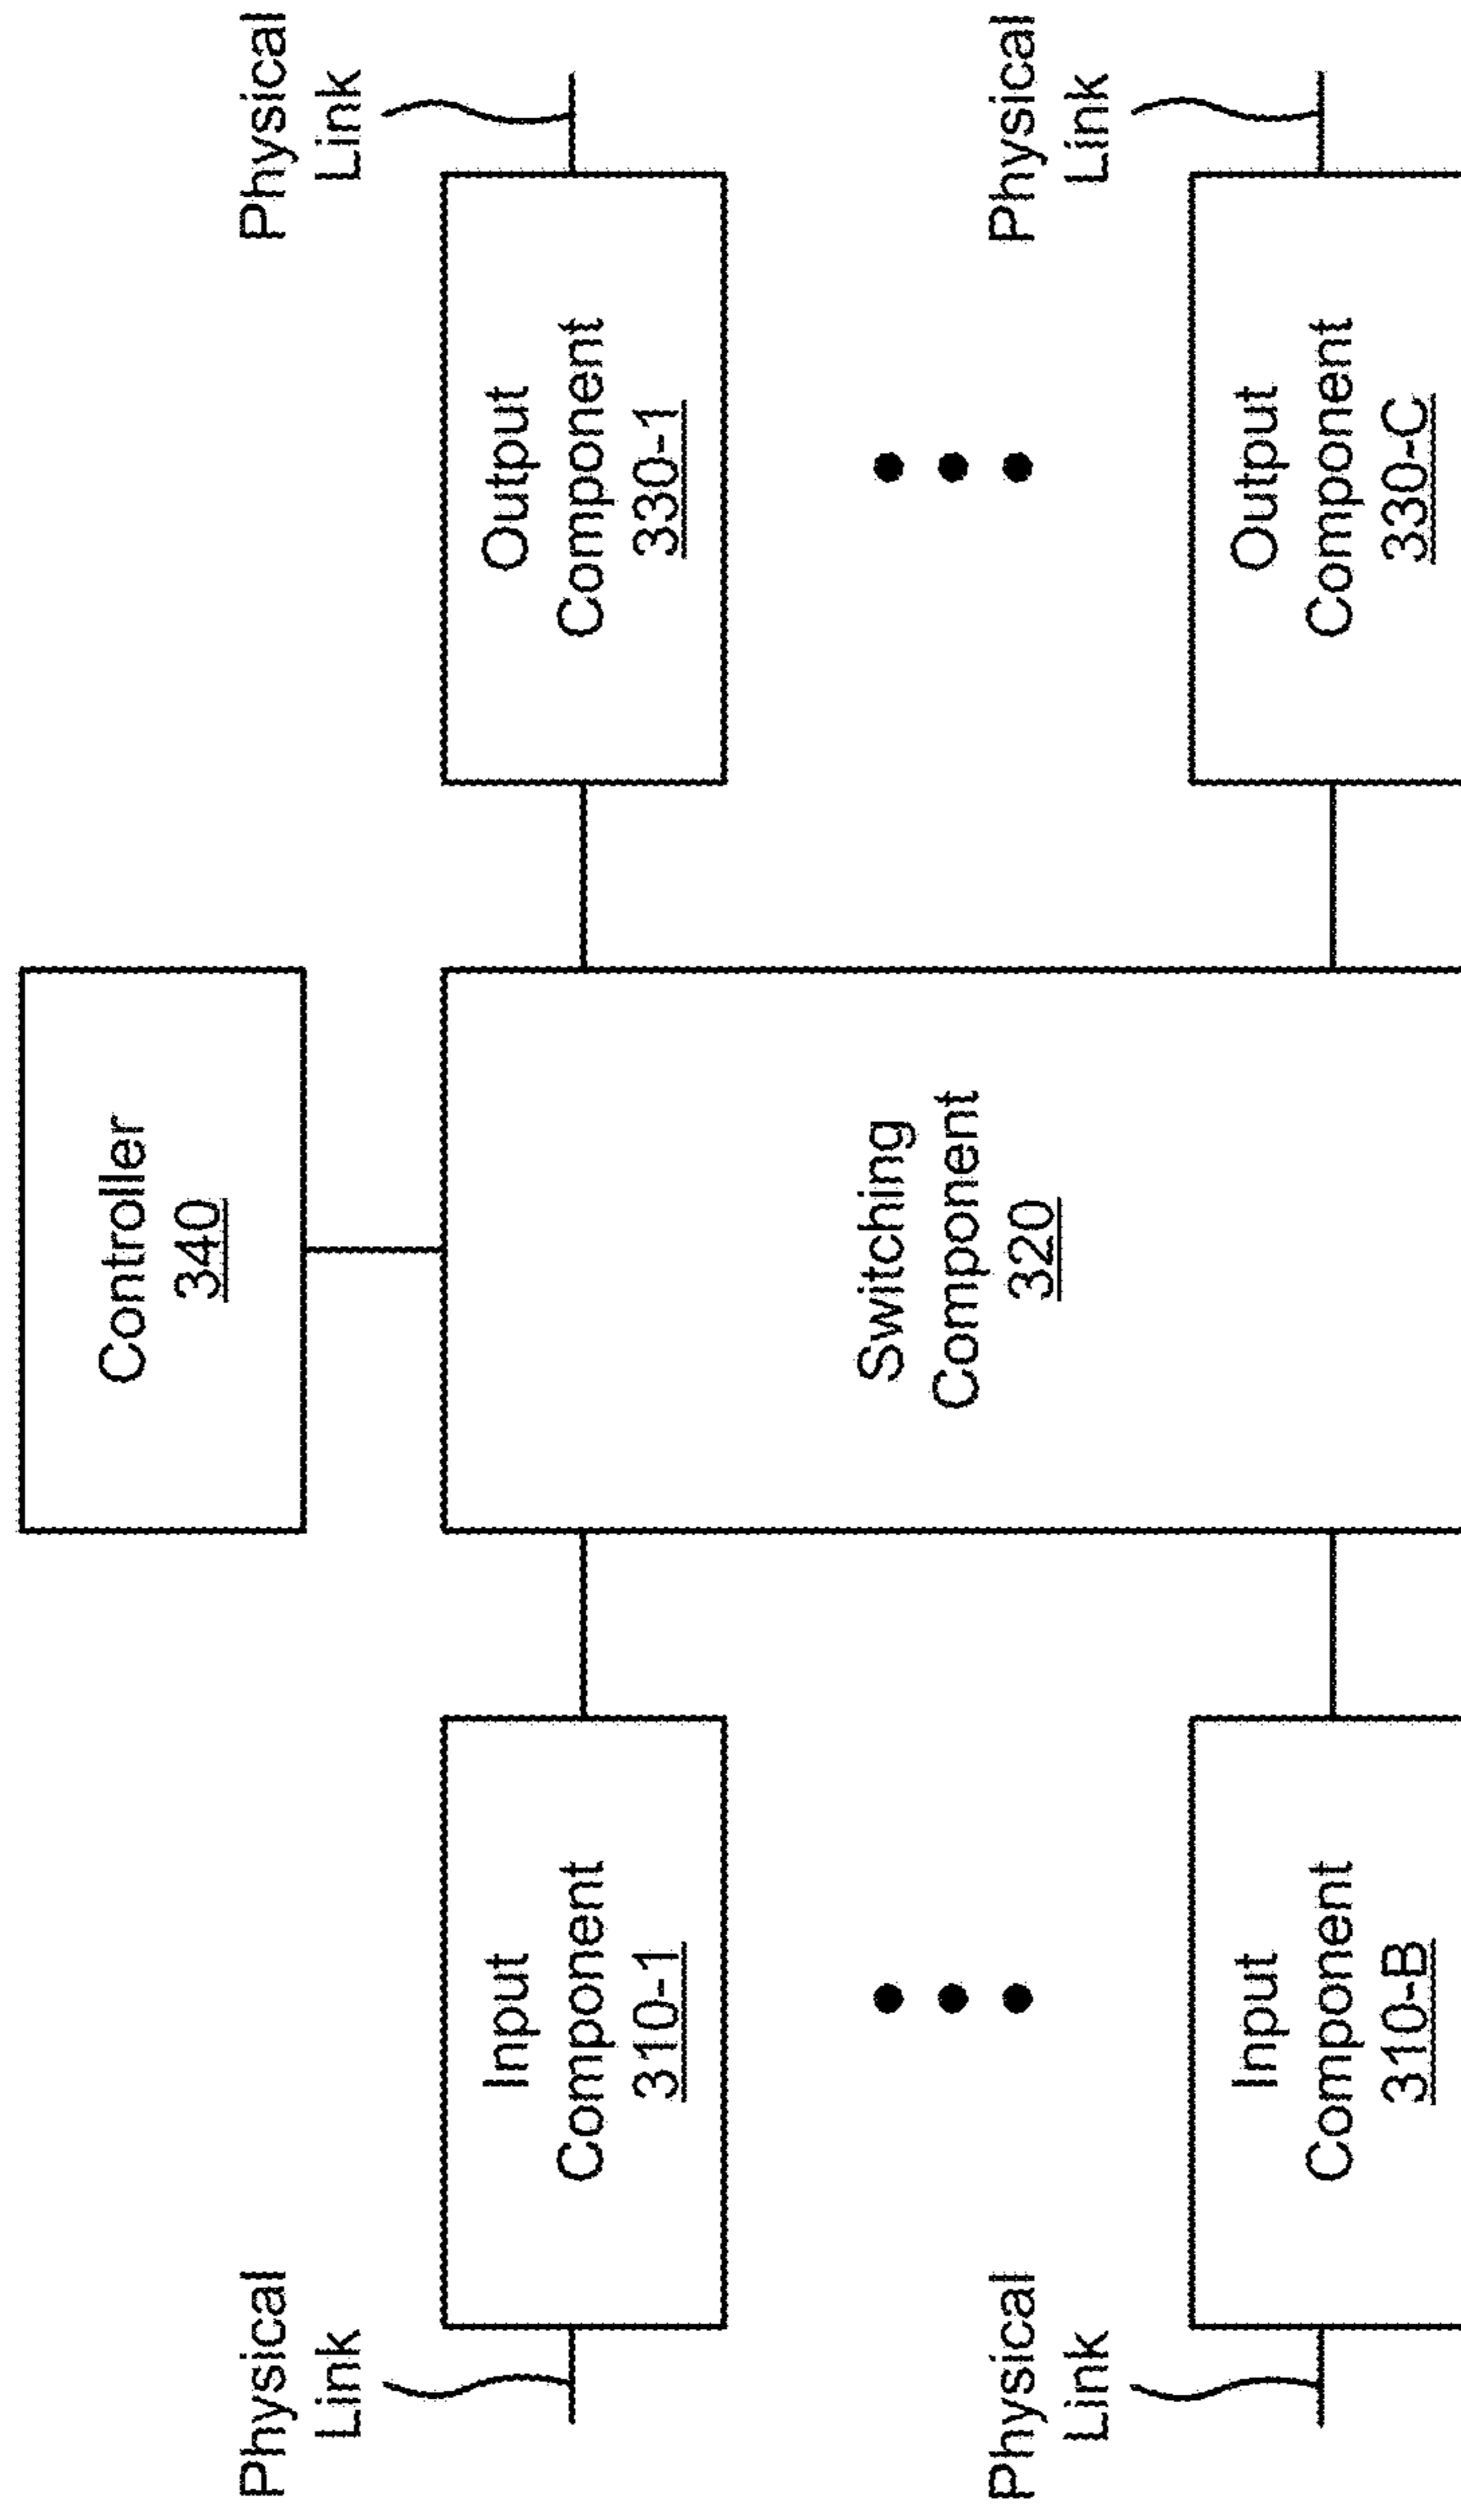 Controller
340
Physical
Link
Input
Component
310-1
Switching
Component
320
Output
Component
330-1
Physical
Link
Physical
Link
Input
Component
310-B
Output
Component
330-C
Physical
Link